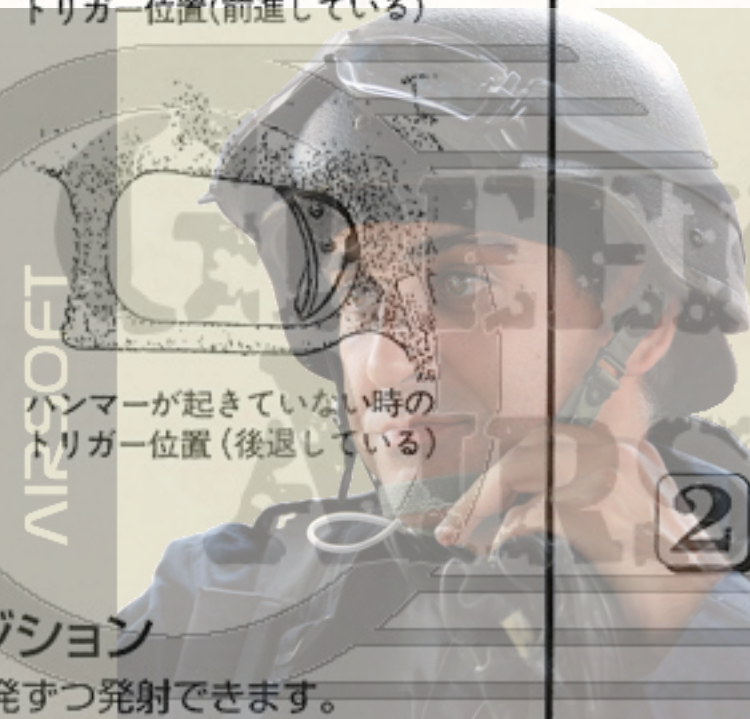 トリガー位置(前進している)
AIRSOFT
ハンマーが起きていない時の
トリガー位置(後退している)
2
ジション
発ずつ発射できます。